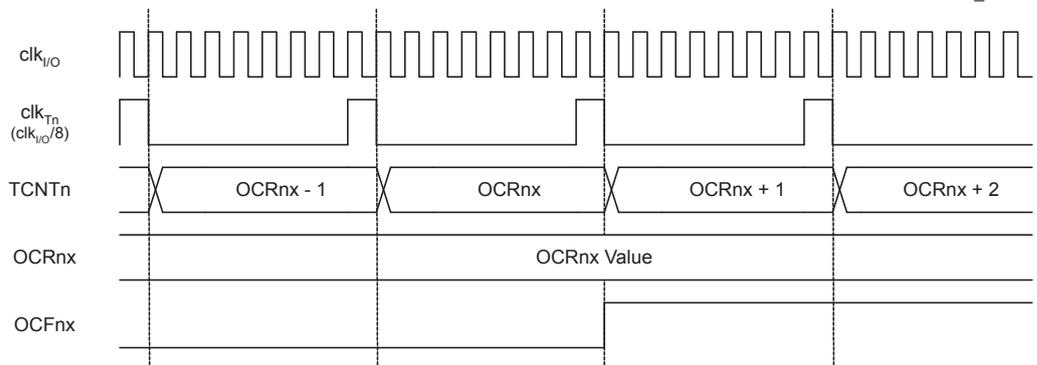 clkI/O
clkTn
(clkI/O/8)
TCNTn OCRnx - 1 OCRnx OCRnx + 1 OCRnx + 2
OCRnx OCRnx Value
OCFnx